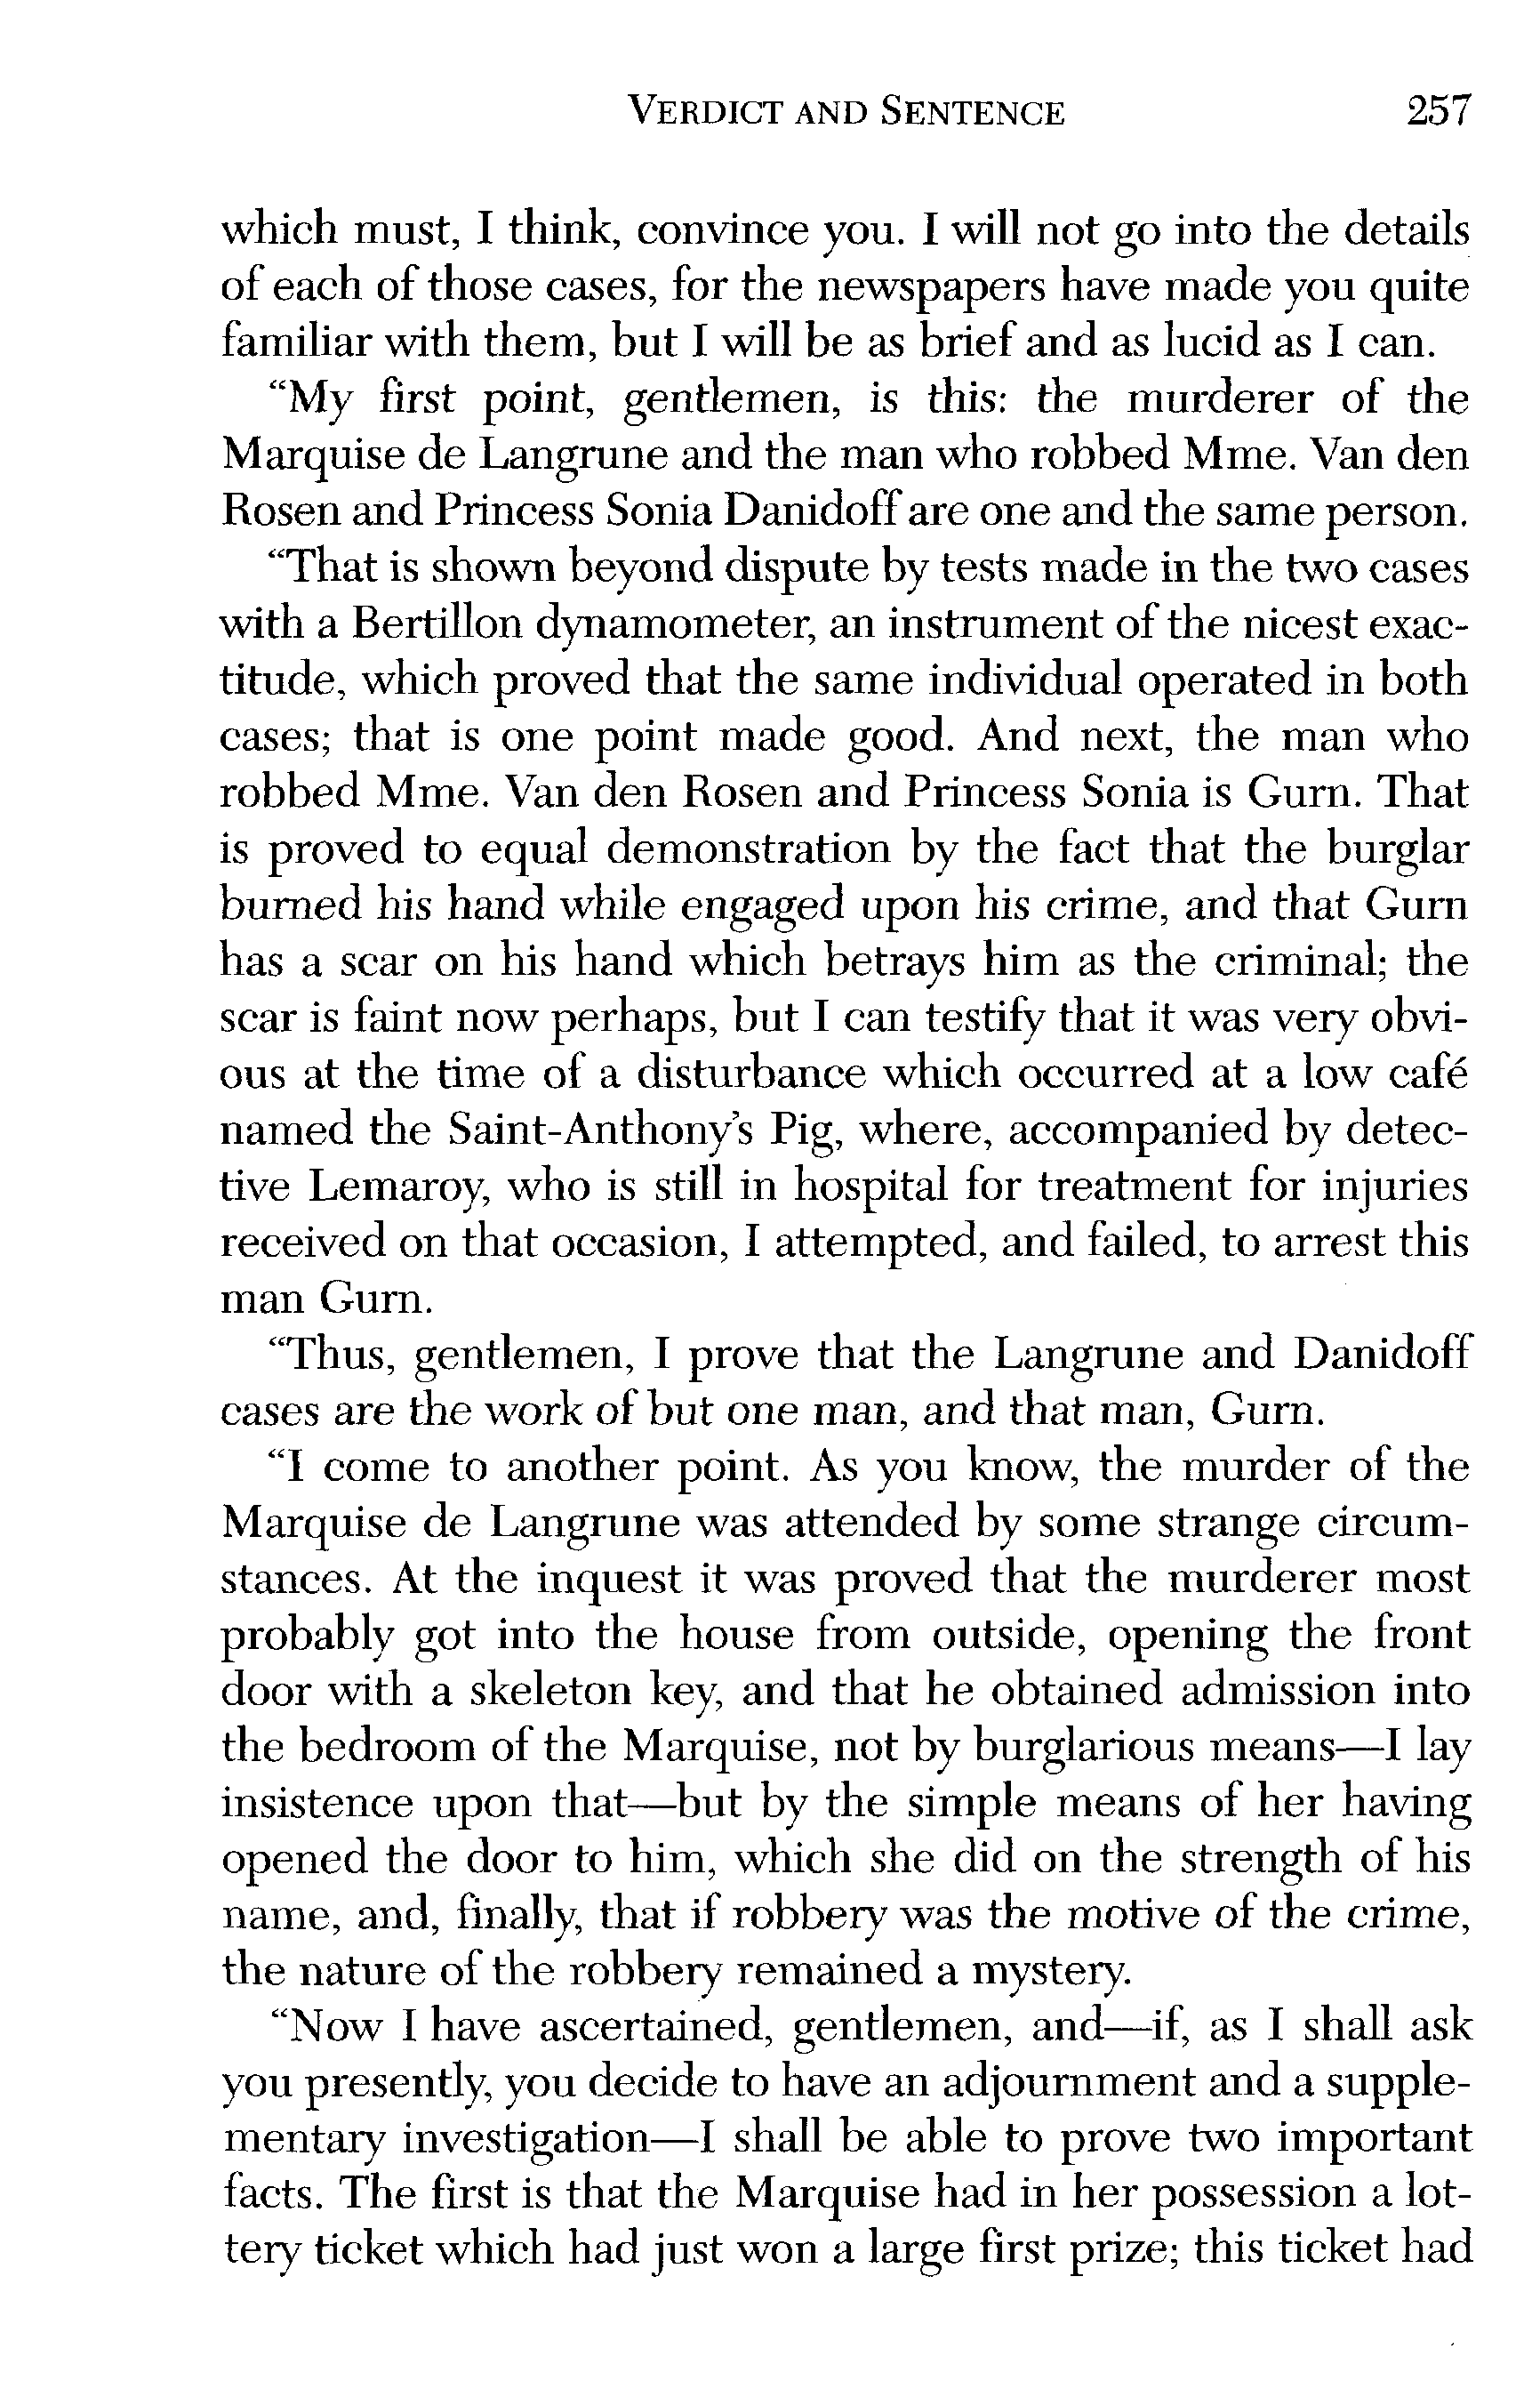 VERDICT AND SENTENCE 257
which must, I think, convince you. I will not go into the details
of each of those cases, for the newspapers have made you quite
familiar with them, but I will be as brief and as lucid as I can.
“My first point, gentlemen, is this: the murderer of the
Marquise de Langrune and the man who robbed Mme. Van den
Rosen and Princess Sonia Danidoff are one and the same person.
“That is shown beyond dispute by tests made in the two cases
with a Bertillon dynamometer, an instrument of the nicest exac-
titude, which proved that the same individual operated in both
cases; that is one point made good. And next, the man who
robbed Mme. Van den Rosen and Princess Sonia is Gurn. That
is proved to equal demonstration by the fact that the burglar
burned his hand while engaged upon his crime, and that Gurn
has a scar on his hand which betrays him as the criminal; the
scar is faint now perhaps, but I can testify that it was very obvi-
ous at the time of a disturbance which occurred at a low café
named the Saint-Anthony’s Pig, where, accompanied by detec-
tive Lemaroy, who is still in hospital for treatment for injuries
received on that occasion, I attempted, and failed, to arrest this
man Gurn.
“Thus, gentlemen, I prove that the Langrune and Danidoff
cases are the work of but one man, and that man, Gurn.
“I come to another point. As you know, the murder of the
Marquise de Langrune was attended by some strange circum-
stances. At the inquest it was proved that the murderer most
probably got into the house from outside, opening the front
door with a skeleton key, and that he obtained admission into
the bedroom of the Marquise, not by burglarious means—I lay
insistence upon that—but by the simple means of her having
opened the door to him, which she did on the strength of his
name, and, finally, that if robbery was the motive of the crime,
the nature of the robbery remained a mystery.
“Now I have ascertained, gentlemen, and—if, as I shall ask
you presently, you decide to have an adjournment and a supple-
mentary investigation—I shall be able to prove two important
facts. The first is that the Marquise had in her possession a lot-
tery ticket which had just won a large first prize; this ticket had